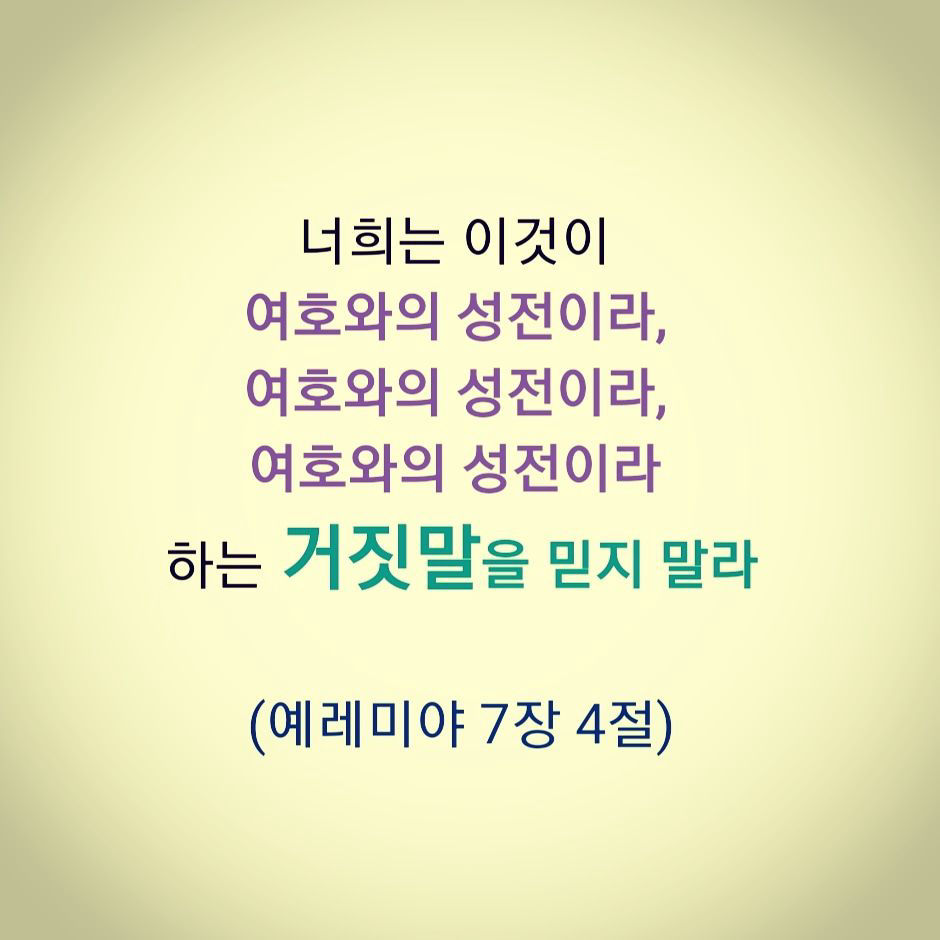 너희는 이것이
여호와의 성전이라,
여호와의 성전이라,
여호와의 성전이라
하는 거짓말을 믿지 말라
(예레미야 7장 4절)